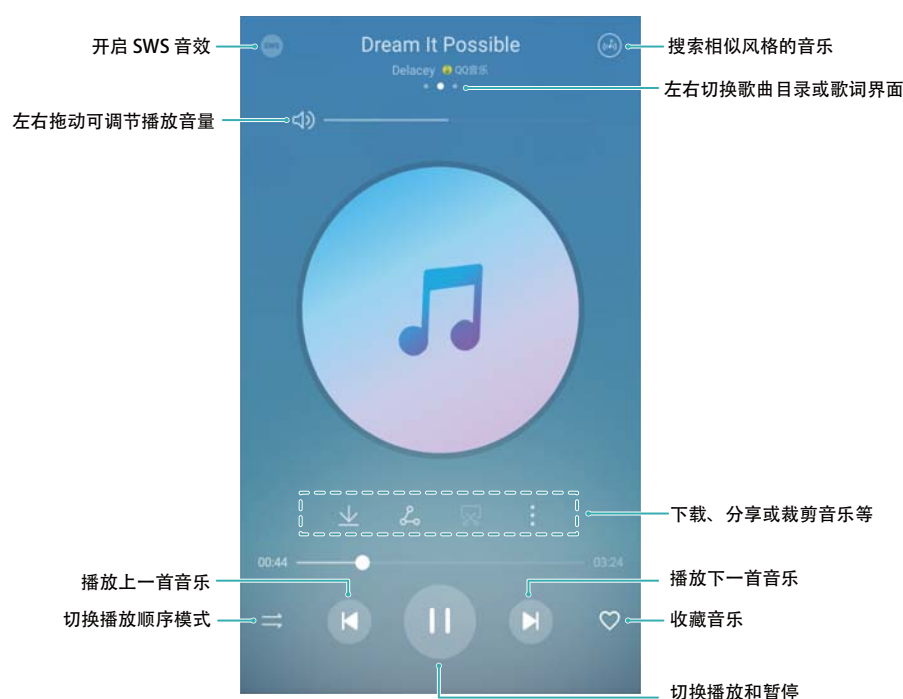 开启 SWS 音效
SWS
Dream It Possible
搜索相似风格的音乐
Delacey QQ音乐
左右切换歌曲目录或歌词界面
左右拖动可调节播放音量
下载、分享或裁剪音乐等
00:44
03:24
播放上一首音乐
播放下一首音乐
切换播放顺序模式
收藏音乐
切换播放和暂停